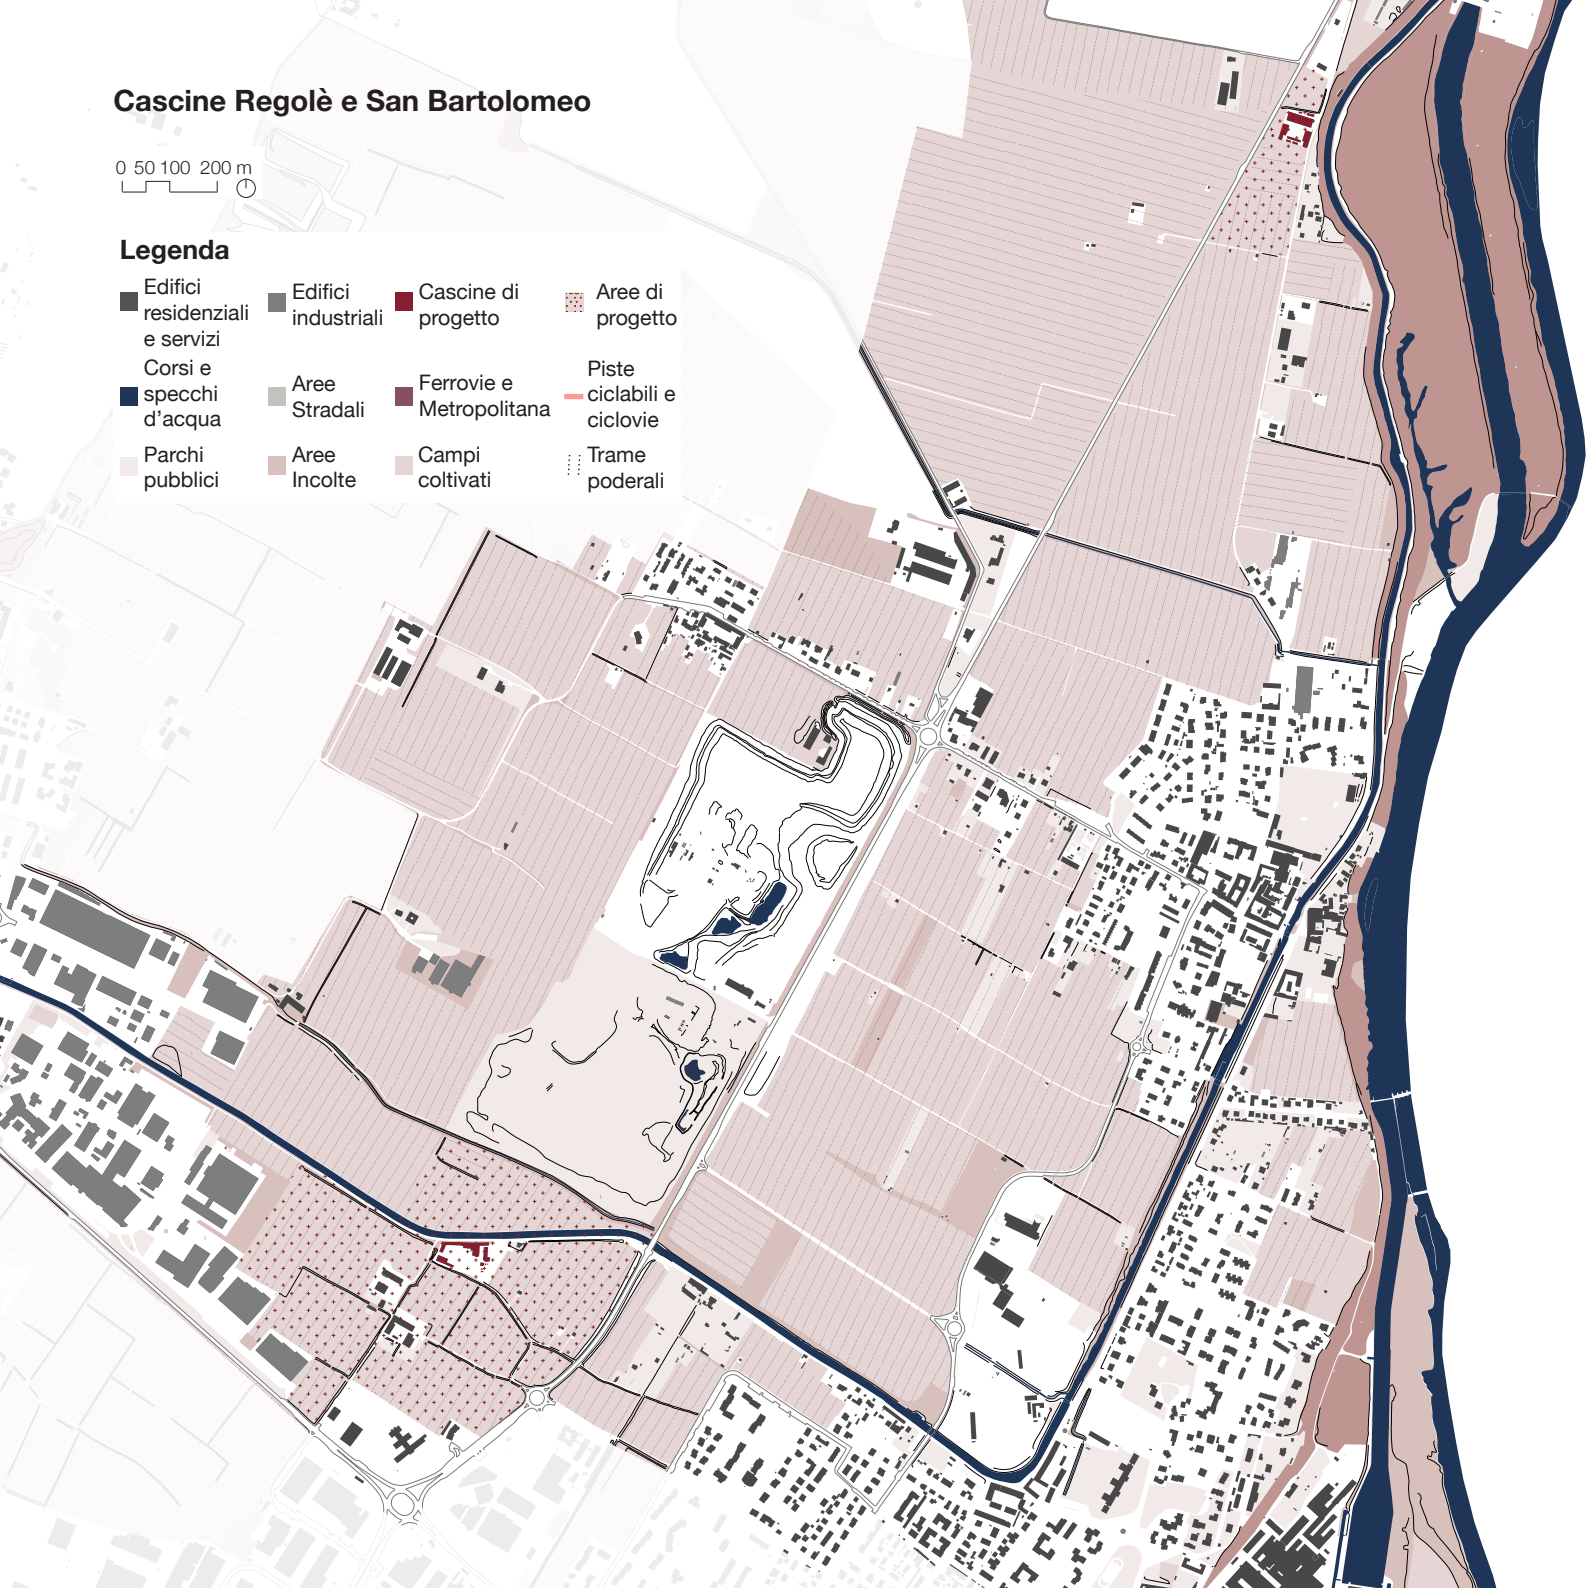 Cascine Regolè e San Bartolomeo
0 50 100 200 m
Legenda
Edifici
residenziali
e servizi
Edifici
industriali
Cascine di
progetto
Aree di
progetto
Corsi e
specchi
d'acqua
Aree
Stradali
Ferrovie e
Metropolitana
Piste
ciclabili e
ciclovie
Parchi
pubblici
Aree
Incolte
Campi
coltivati
Trame
poderali